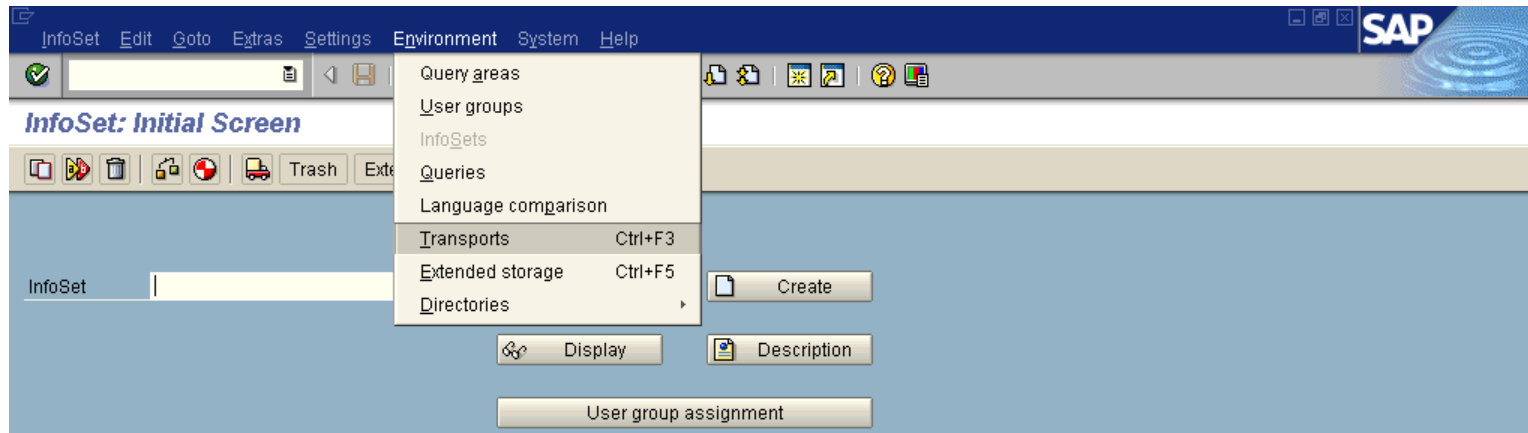 InfoSet Edit Goto Extras Settings Environment System Help
SAP
Query areas
User groups
InfoSet: Initial Screen
InfoSets
Trash
Queries
Language comparison
Transports Ctrl+F3
Extended storage Ctrl+F5
InfoSet Create
Directories
Display Description
User group assignment